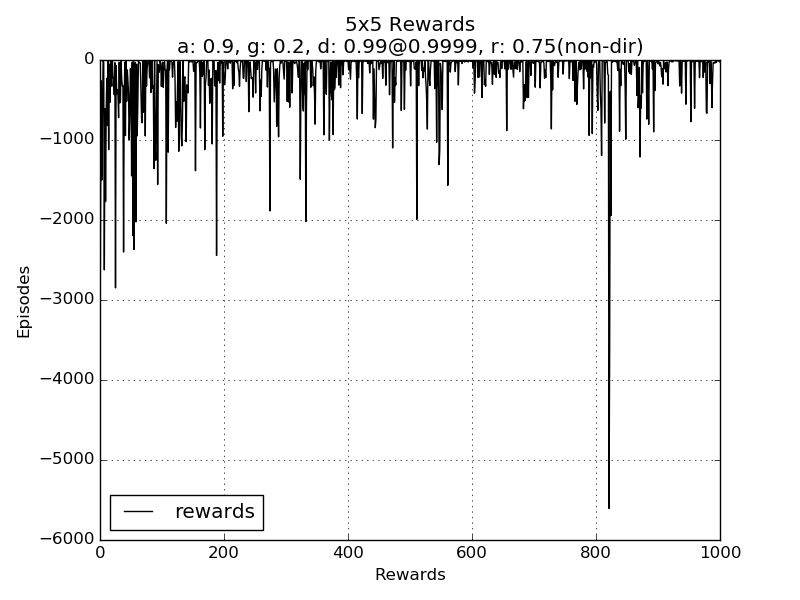 5x5 Rewards
a: 0.9, g: 0.2, d: 0.99@0.9999, r: 0.75(non-dir)
0
−1000
−2000
−3000
−4000
−5000
−6000
Episodes
rewards
0 200 400 600 800 1000
Rewards